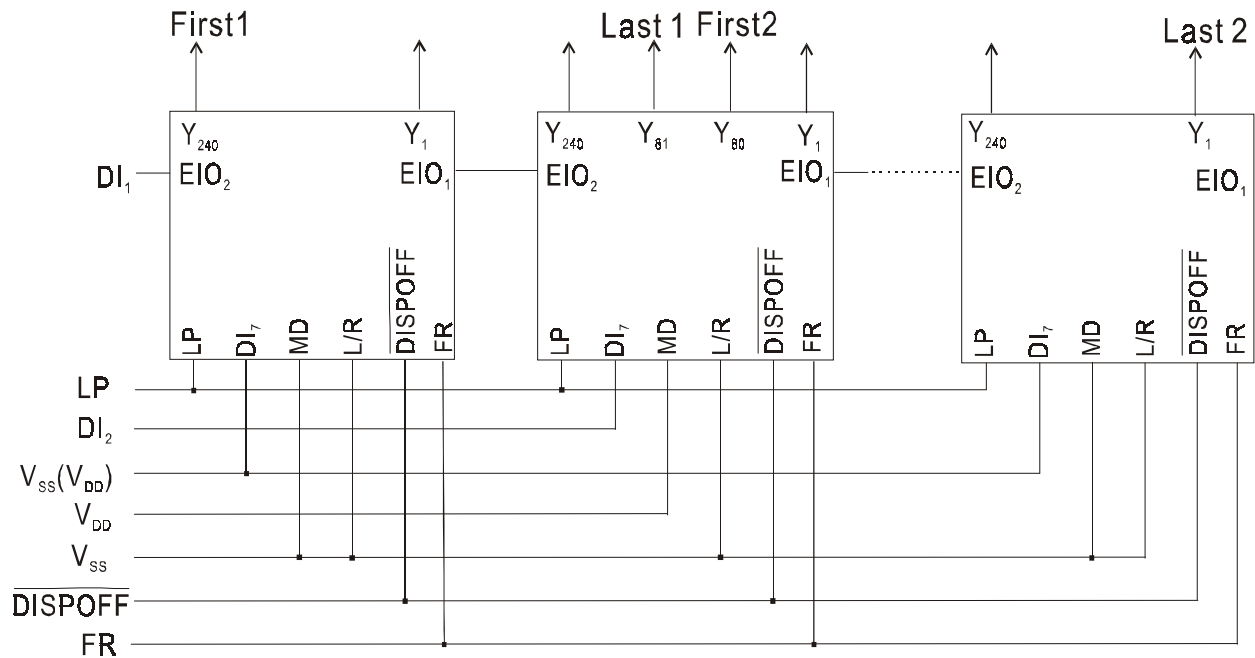 First1 Last 1 First2 Last 2
Y₂₄₀ Y₁ Y₂₄₀ Y₈₁ Y₈₀ Y₁ Y₂₄₀ Y₁
DI₁ EIO₂ EIO₁ EIO₂ EIO₁ EIO₂ EIO₁
LP DI₇ MD L/R DISPOFF FR LP DI₇ MD L/R DISPOFF FR LP DI₇ MD L/R DISPOFF FR
LP
DI₂
VSS(VDD)
VDD
VSS
DISPOFF
FR